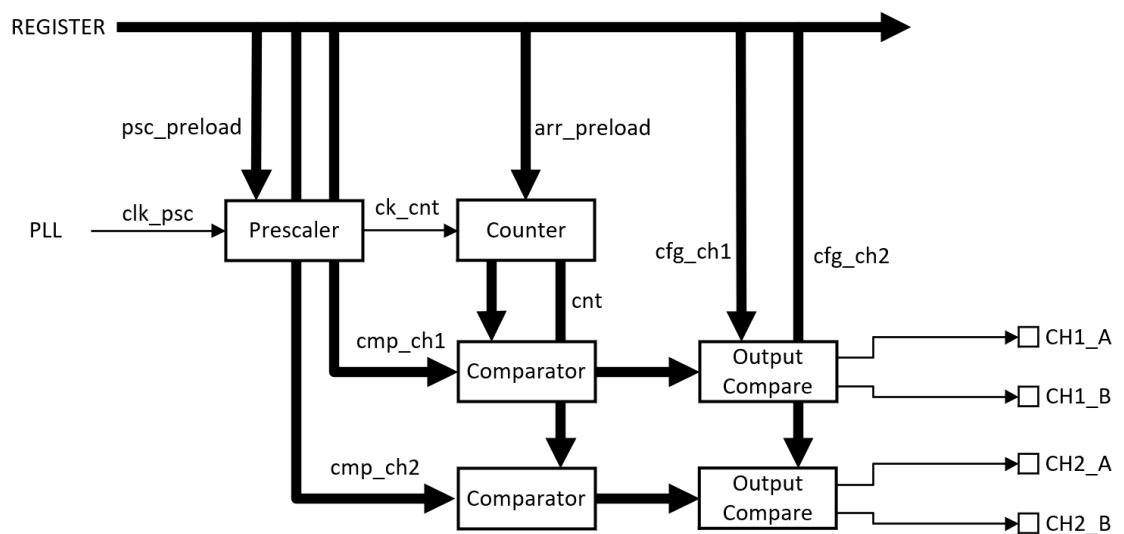 REGISTER
psc_preload
arr_preload
PLL
clk_psc
Prescaler
ck_cnt
Counter
cfg_ch1
cfg_ch2
cnt
cmp_ch1
Comparator
Output
Compare
CH1_A
CH1_B
cmp_ch2
Comparator
Output
Compare
CH2_A
CH2_B